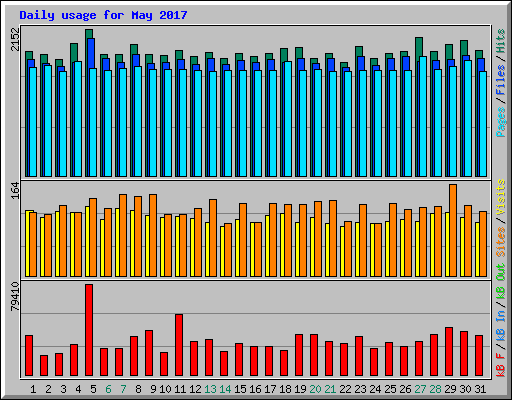 Daily usage for May 2017
2152
164
79410
Pages / Files / Hits
kB F / kB In / kB Out Sites / Visits
1 2 3 4 5 6 7 8 9 10 11 12 13 14 15 16 17 18 19 20 21 22 23 24 25 26 27 28 29 30 31